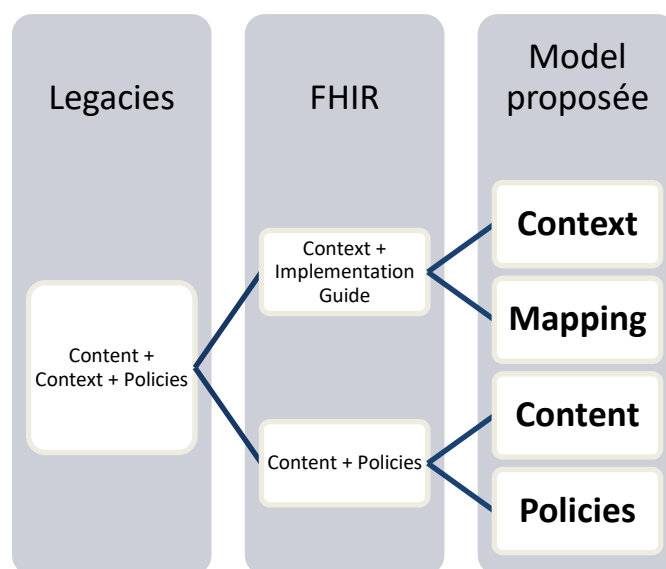 Legacies
FHIR
Model
proposée
Content +
Context + Policies
Context +
Implementation
Guide
Content + Policies
Context
Mapping
Content
Policies